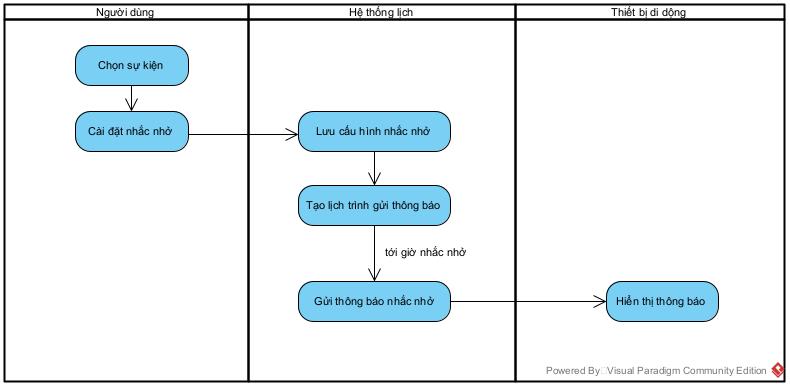 Người dùng
Hệ thống lịch
Thiết bị di dộng
Chọn sự kiện
Cài đặt nhắc nhở
Lưu cấu hình nhắc nhở
Tạo lịch trình gửi thông báo
tới giờ nhắc nhở
Gửi thông báo nhắc nhở
Hiển thị thông báo
Powered By Visual Paradigm Community Edition